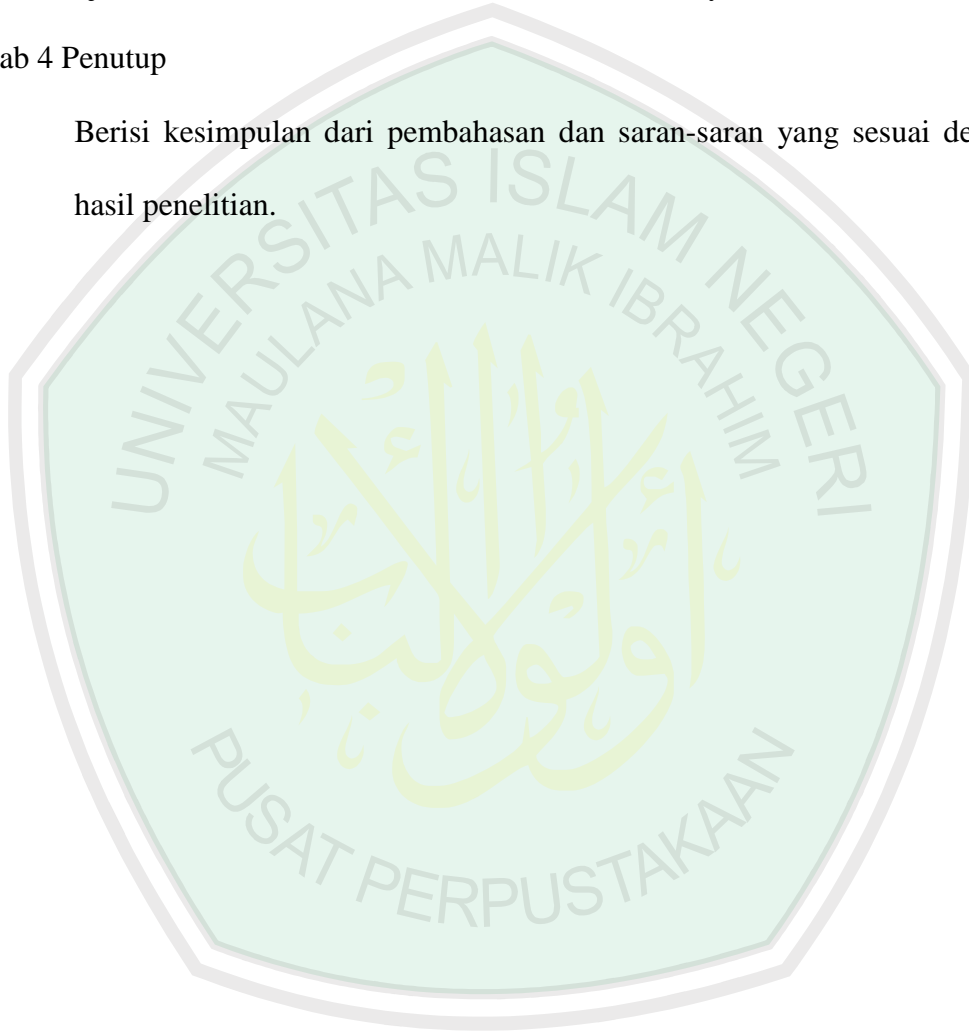 ab 4 Penutup
Berisi kesimpulan dari pembahasan dan saran-saran yang sesuai de
hasil penelitian.
UNIVERSITAS ISLAM NEGERI
MAULANA MALIK IBRAHIM
PUSAT PERPUSTAKAAN